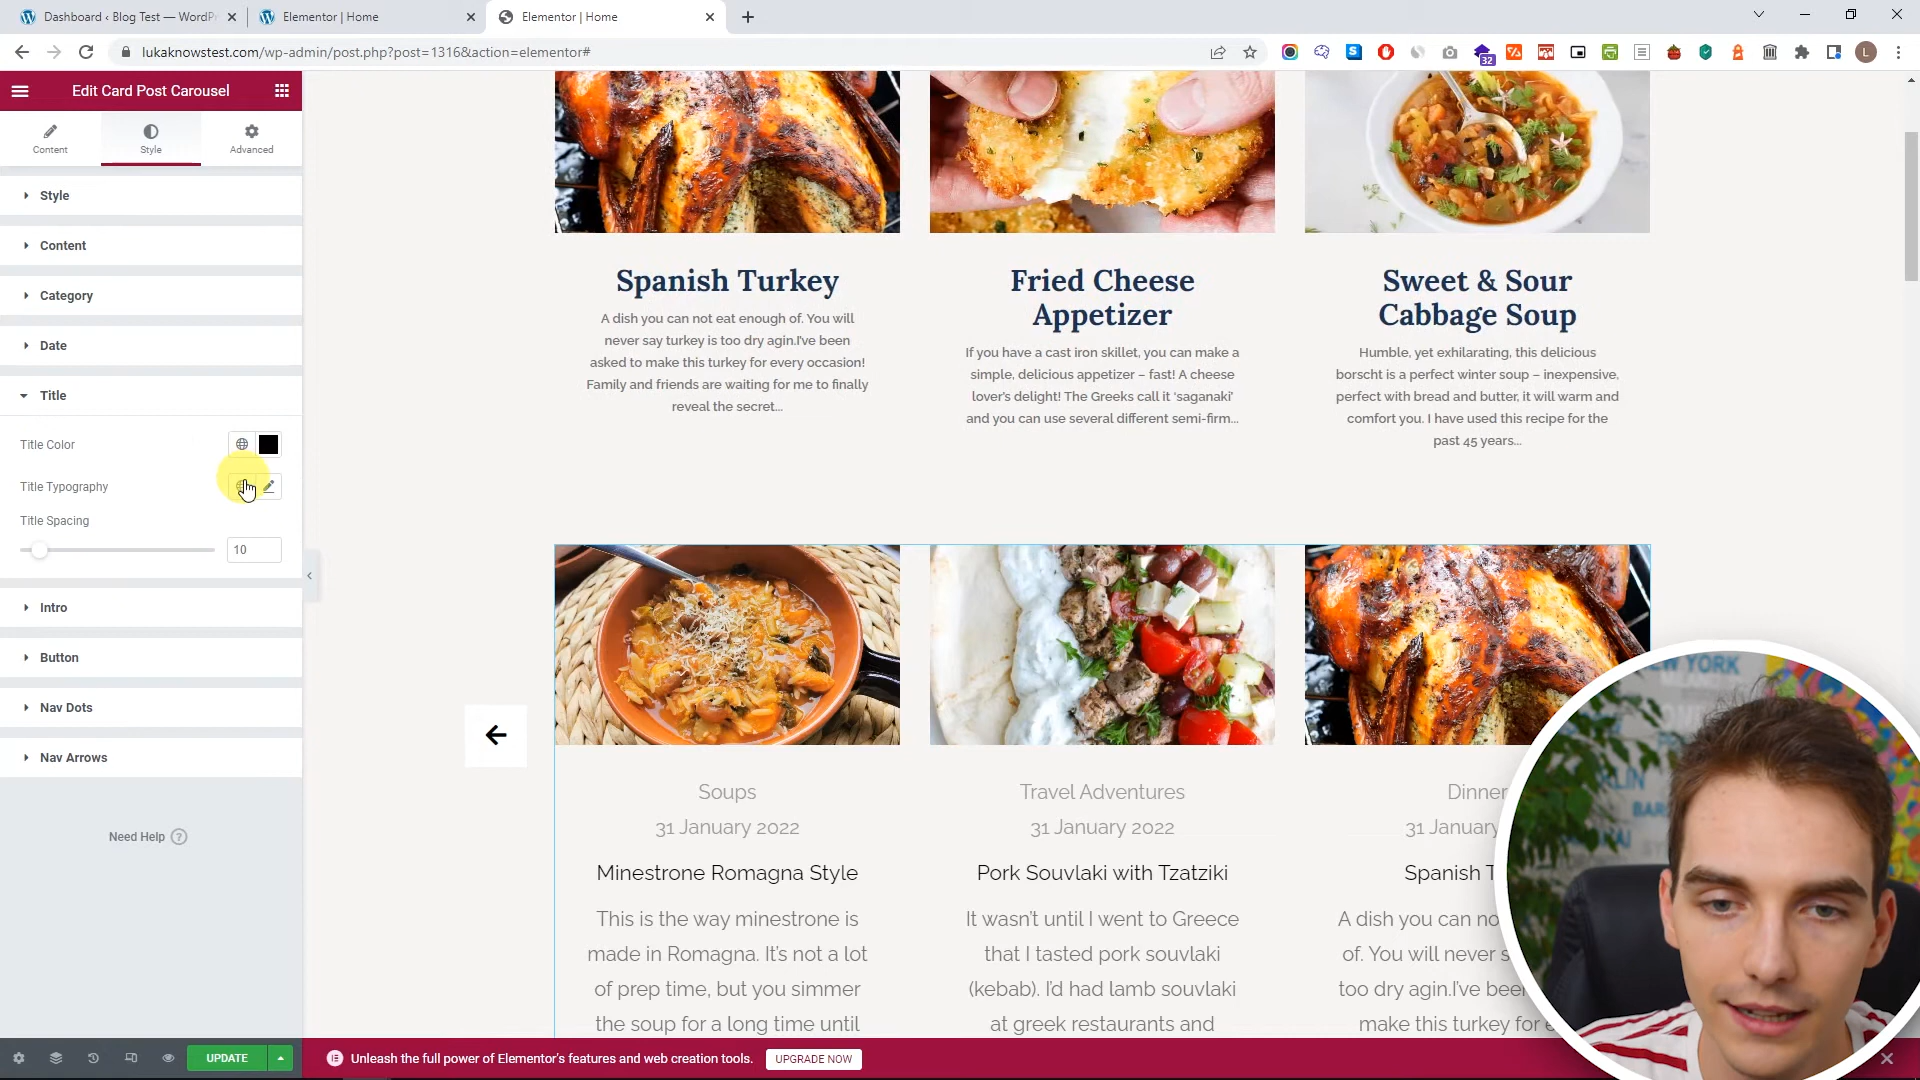 Dashboard ‹ Blog Test — WordP
Elementor | Home
Elementor | Home
lukaknowstest.com/wp-admin/post.php?post=1316&action=elementor#
32
L
Edit Card Post Carousel
Content
Style
Advanced
Style
Content
Category
Date
Title
Title Color
Title Typography
Title Spacing
10
Intro
Button
Nav Dots
Nav Arrows
Need Help ?
UPDATE
Spanish Turkey
A dish you can not eat enough of. You will
never say turkey is too dry agin.I've been
asked to make this turkey for every occasion!
Family and friends are waiting for me to finally
reveal the secret...
Fried Cheese
Appetizer
If you have a cast iron skillet, you can make a
simple, delicious appetizer – fast! A cheese
lover's delight! The Greeks call it 'saganaki'
and you can use several different semi-firm...
Sweet & Sour
Cabbage Soup
Humble, yet exhilarating, this delicious
borscht is a perfect winter soup – inexpensive,
perfect with bread and butter, it will warm and
comfort you. I have used this recipe for the
past 45 years...
Soups
31 January 2022
Minestrone Romagna Style
This is the way minestrone is
made in Romagna. It's not a lot
of prep time, but you simmer
the soup for a long time until
Travel Adventures
31 January 2022
Pork Souvlaki with Tzatziki
It wasn't until I went to Greece
that I tasted pork souvlaki
(kebab). I'd had lamb souvlaki
at greek restaurants and
Dinner
31 January
Spanish T
A dish you can no
of. You will never s
too dry agin.I've bee
make this turkey for e
Unleash the full power of Elementor's features and web creation tools.
UPGRADE NOW